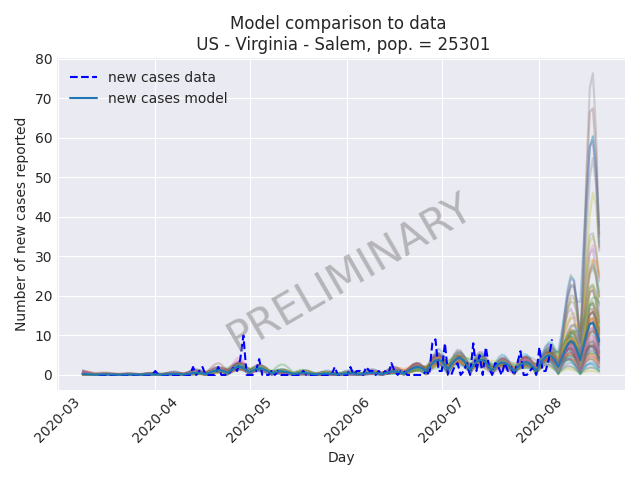 Model comparison to data
US - Virginia - Salem, pop. = 25301
new cases data
new cases model
PRELIMINARY
Number of new cases reported
80
70
60
50
40
30
20
10
0
2020-03
2020-04
2020-05
2020-06
2020-07
2020-08
Day